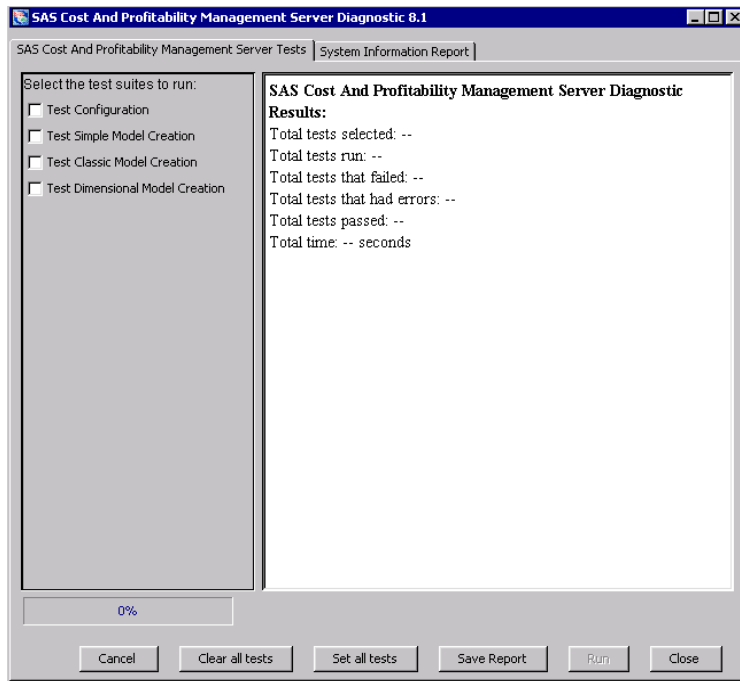 SAS Cost And Profitability Management Server Diagnostic 8.1
SAS Cost And Profitability Management Server Tests
System Information Report
Select the test suites to run:
Test Configuration
Test Simple Model Creation
Test Classic Model Creation
Test Dimensional Model Creation
SAS Cost And Profitability Management Server Diagnostic
Results:
Total tests selected: --
Total tests run: --
Total tests that failed: --
Total tests that had errors: --
Total tests passed: --
Total time: -- seconds
0%
Cancel
Clear all tests
Set all tests
Save Report
Run
Close